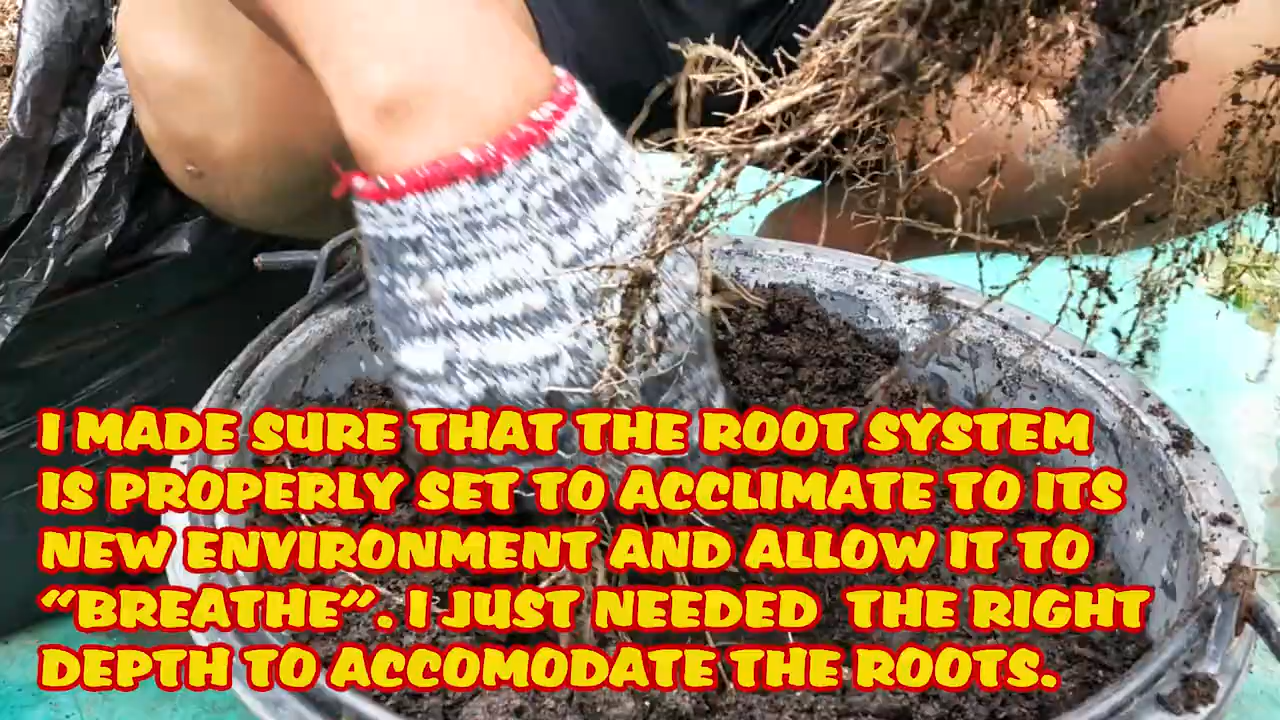 I MADE SURE THAT THE ROOT SYSTEM
IS PROPERLY SET TO ACCLIMATE TO ITS
NEW ENVIRONMENT AND ALLOW IT TO
“BREATHE”. I JUST NEEDED THE RIGHT
DEPTH TO ACCOMODATE THE ROOTS.